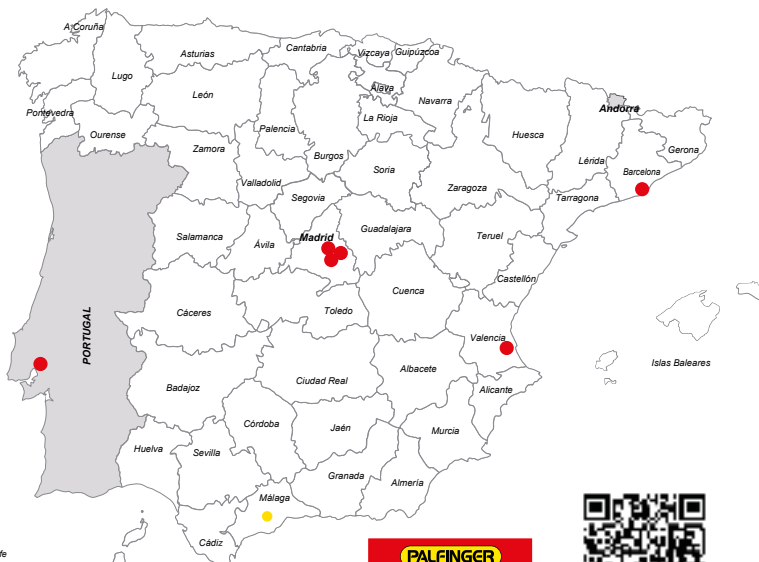 A Coruña
Asturias
Cantabria
Vizcaya
Guipúzcoa
Lugo
León
Álava
Navarra
Andorra
Pontevedra
Palencia
La Rioja
Huesca
Ourense
Zamora
Burgos
Gerona
Lérida
Soria
Barcelona
Valladolid
Zaragoza
Segovia
Tarragona
Salamanca
Ávila
Madrid
Guadalajara
Teruel
Castellón
Cuenca
Cáceres
Toledo
PORTUGAL
Valencia
Islas Baleares
Albacete
Ciudad Real
Badajoz
Alicante
Córdoba
Jaén
Murcia
Huelva
Sevilla
Granada
Almería
Málaga
Cádiz
PALFINGER